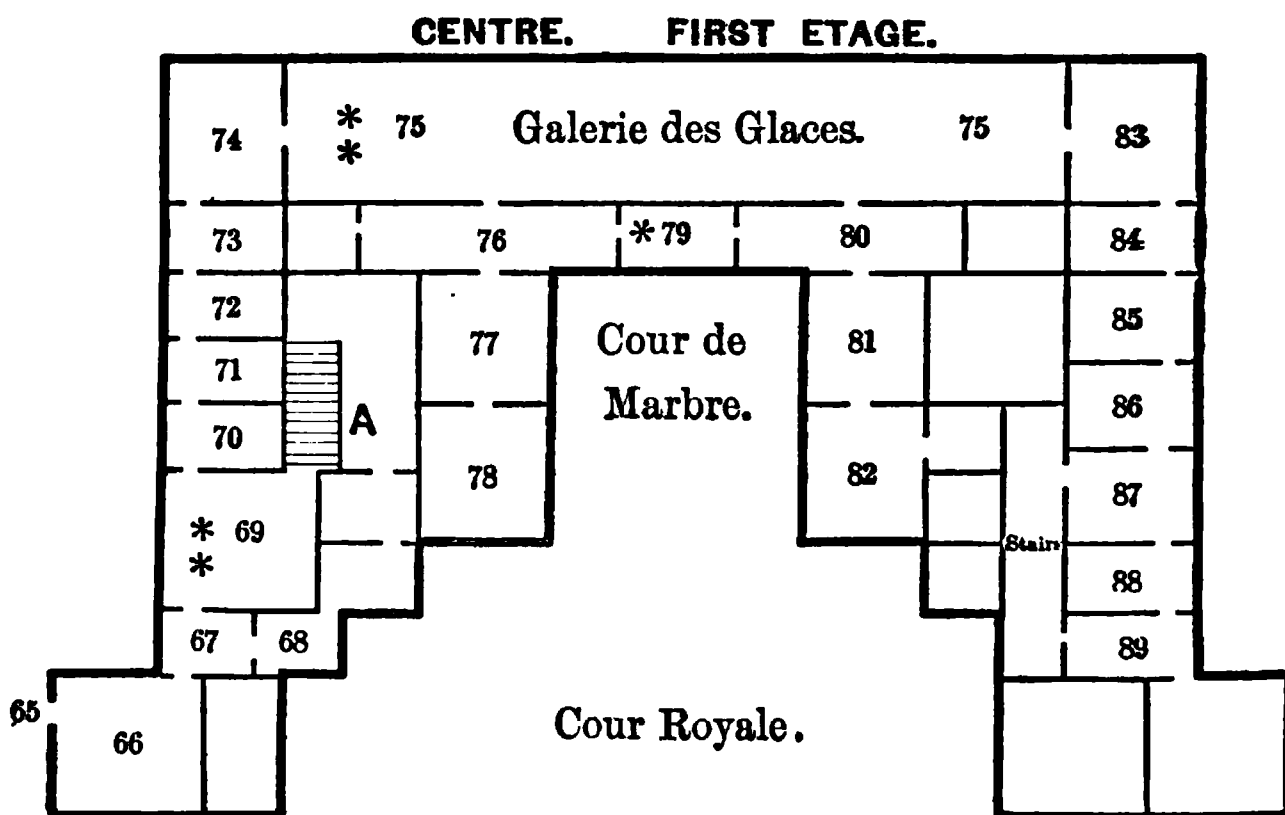 CENTRE. FIRST ETAGE.
74 ** 75 Galerie des Glaces. 75 83
73 76 * 79 80 84
72 77 Cour de 81 85
71 Marbre. 86
A
70 78 82 87
** 69 Stairs
88
67 68 89
65 66 Cour Royale.